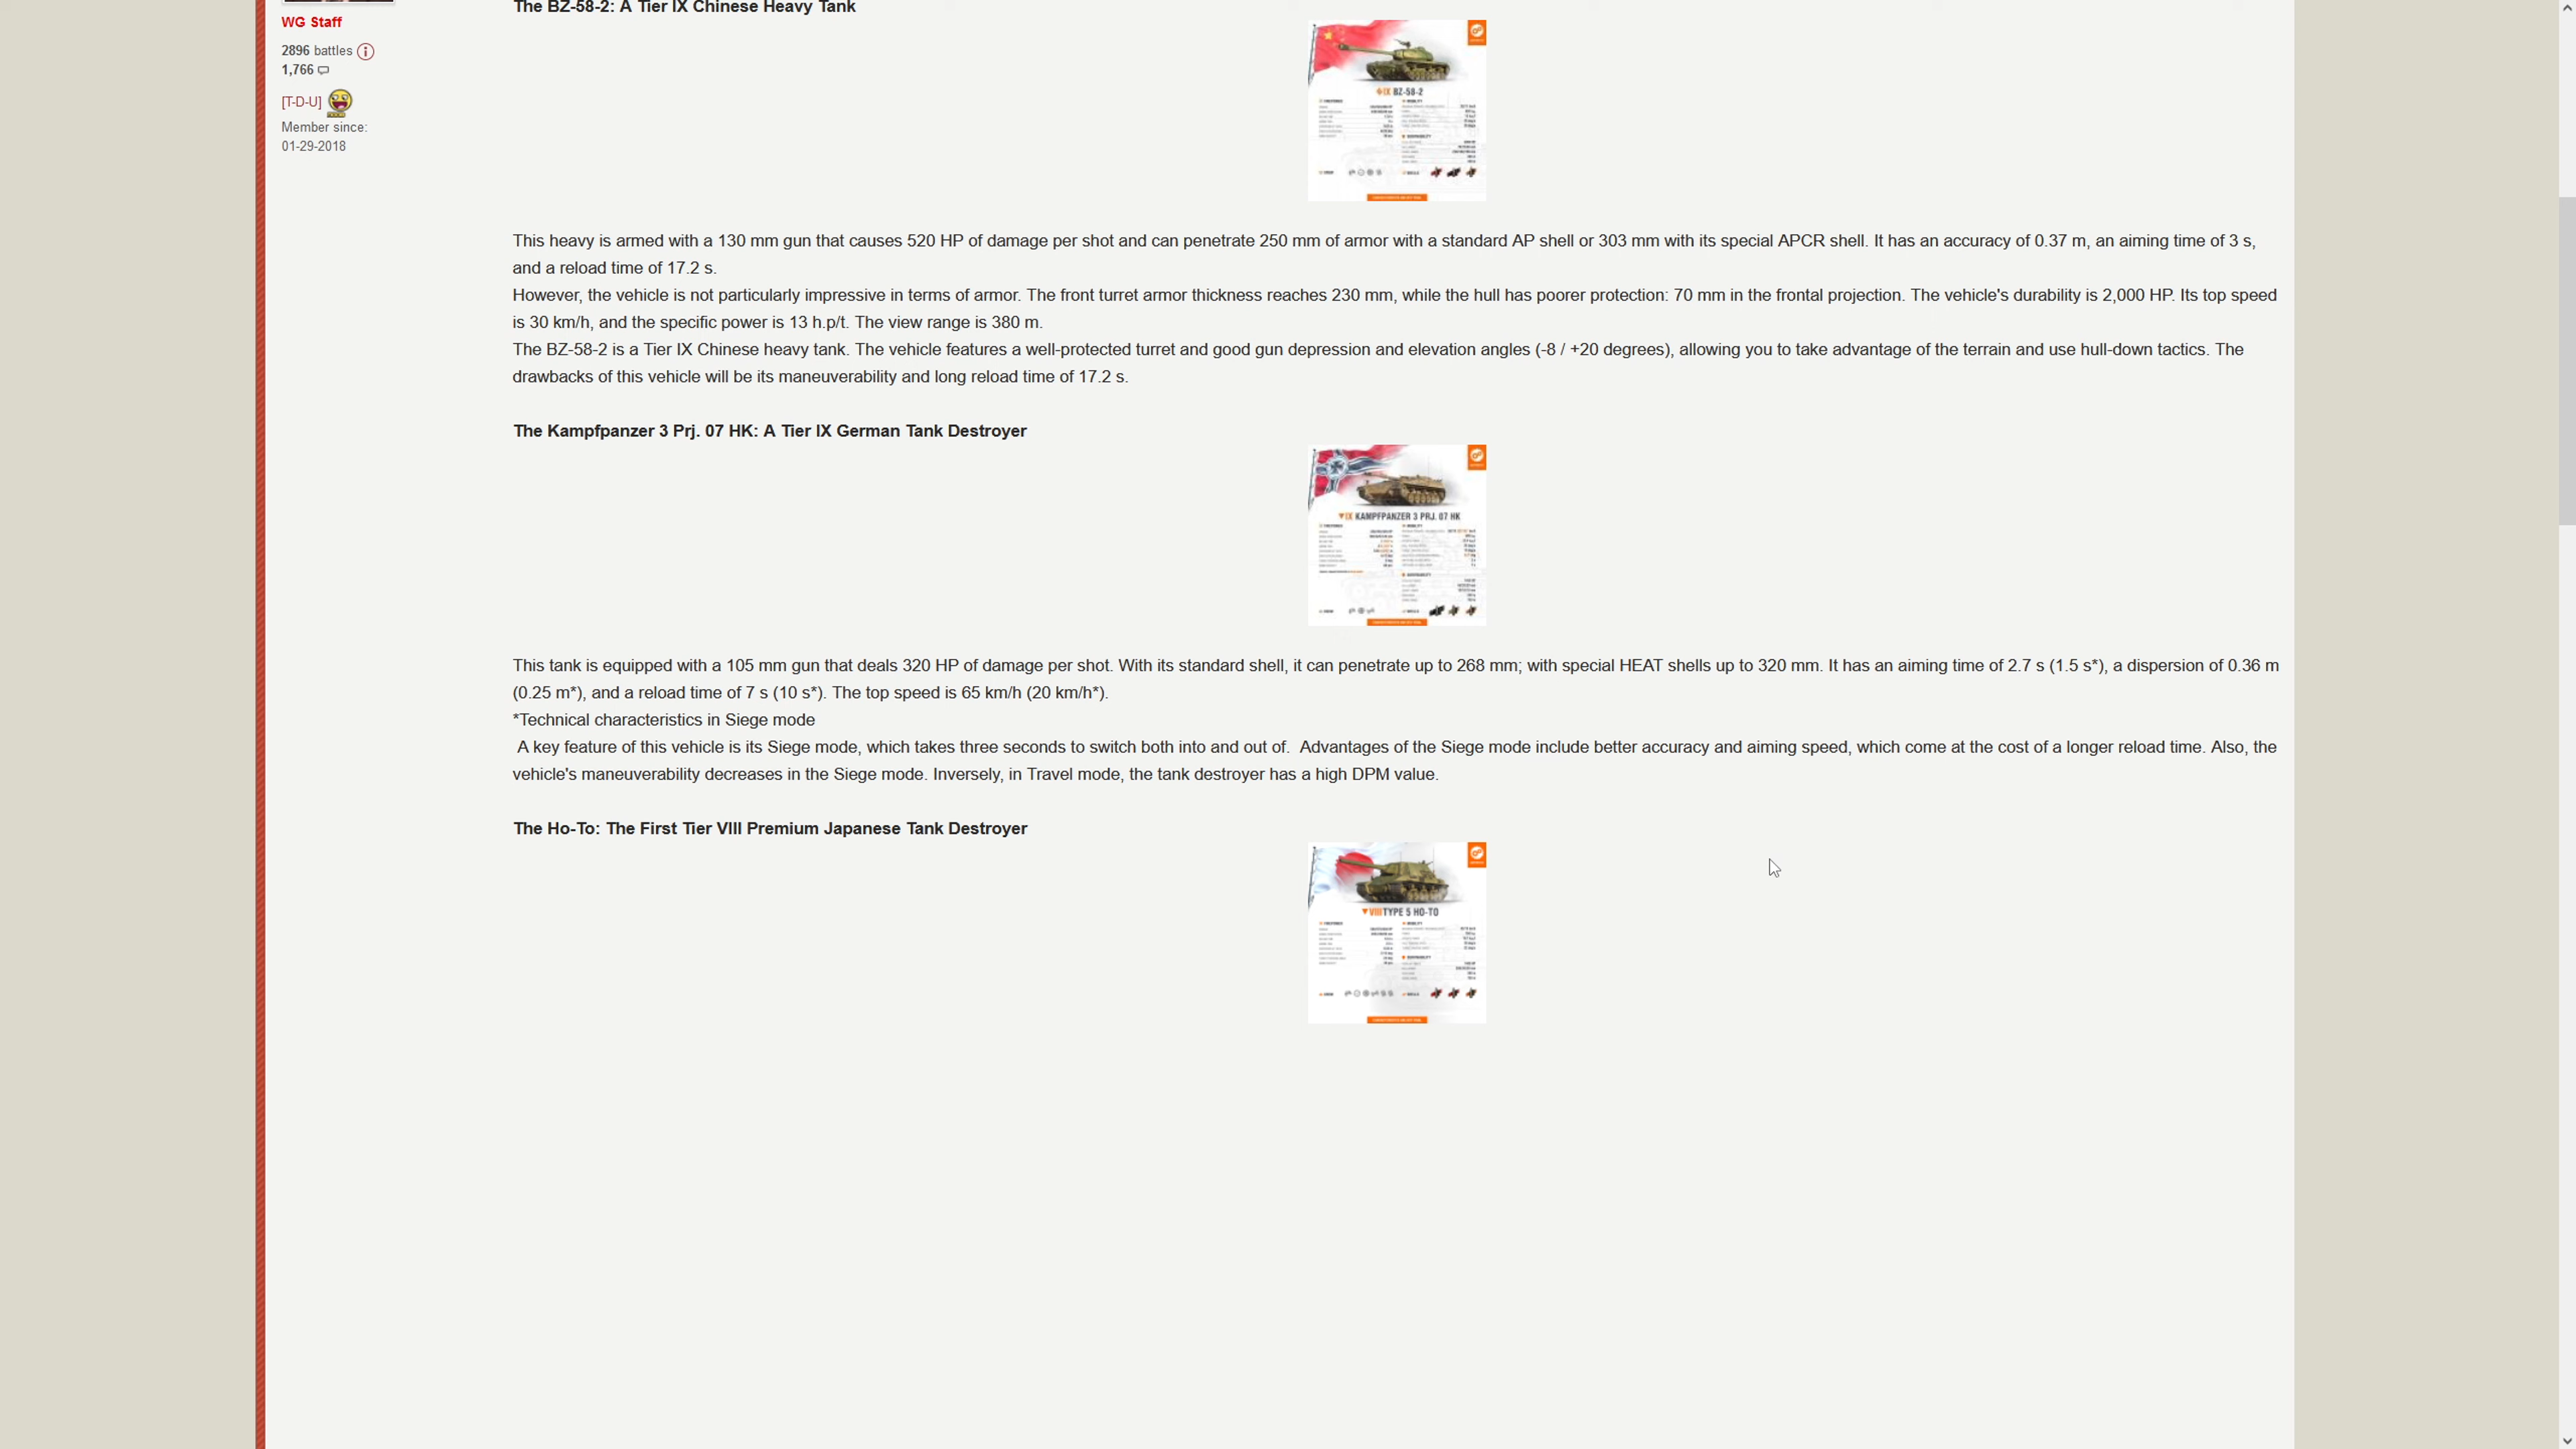 The BZ-58-2: A Tier IX Chinese Heavy Tank
WG Staff
2896 battles
1,766
[T-D-U]
Member since:
01-29-2018
IX BZ-58-2
This heavy is armed with a 130 mm gun that causes 520 HP of damage per shot and can penetrate 250 mm of armor with a standard AP shell or 303 mm with its special APCR shell. It has an accuracy of 0.37 m, an aiming time of 3 s,
and a reload time of 17.2 s.
However, the vehicle is not particularly impressive in terms of armor. The front turret armor thickness reaches 230 mm, while the hull has poorer protection: 70 mm in the frontal projection. The vehicle's durability is 2,000 HP. Its top speed
is 30 km/h, and the specific power is 13 h.p/t. The view range is 380 m.
The BZ-58-2 is a Tier IX Chinese heavy tank. The vehicle features a well-protected turret and good gun depression and elevation angles (-8 / +20 degrees), allowing you to take advantage of the terrain and use hull-down tactics. The
drawbacks of this vehicle will be its maneuverability and long reload time of 17.2 s.
The Kampfpanzer 3 Prj. 07 HK: A Tier IX German Tank Destroyer
IX KAMPFPANZER 3 PRJ. 07 HK
This tank is equipped with a 105 mm gun that deals 320 HP of damage per shot. With its standard shell, it can penetrate up to 268 mm; with special HEAT shells up to 320 mm. It has an aiming time of 2.7 s (1.5 s*), a dispersion of 0.36 m
(0.25 m*), and a reload time of 7 s (10 s*). The top speed is 65 km/h (20 km/h*).
*Technical characteristics in Siege mode
A key feature of this vehicle is its Siege mode, which takes three seconds to switch both into and out of.  Advantages of the Siege mode include better accuracy and aiming speed, which come at the cost of a longer reload time. Also, the
vehicle's maneuverability decreases in the Siege mode. Inversely, in Travel mode, the tank destroyer has a high DPM value.
The Ho-To: The First Tier VIII Premium Japanese Tank Destroyer
VIII TYPE 5 HO-TO